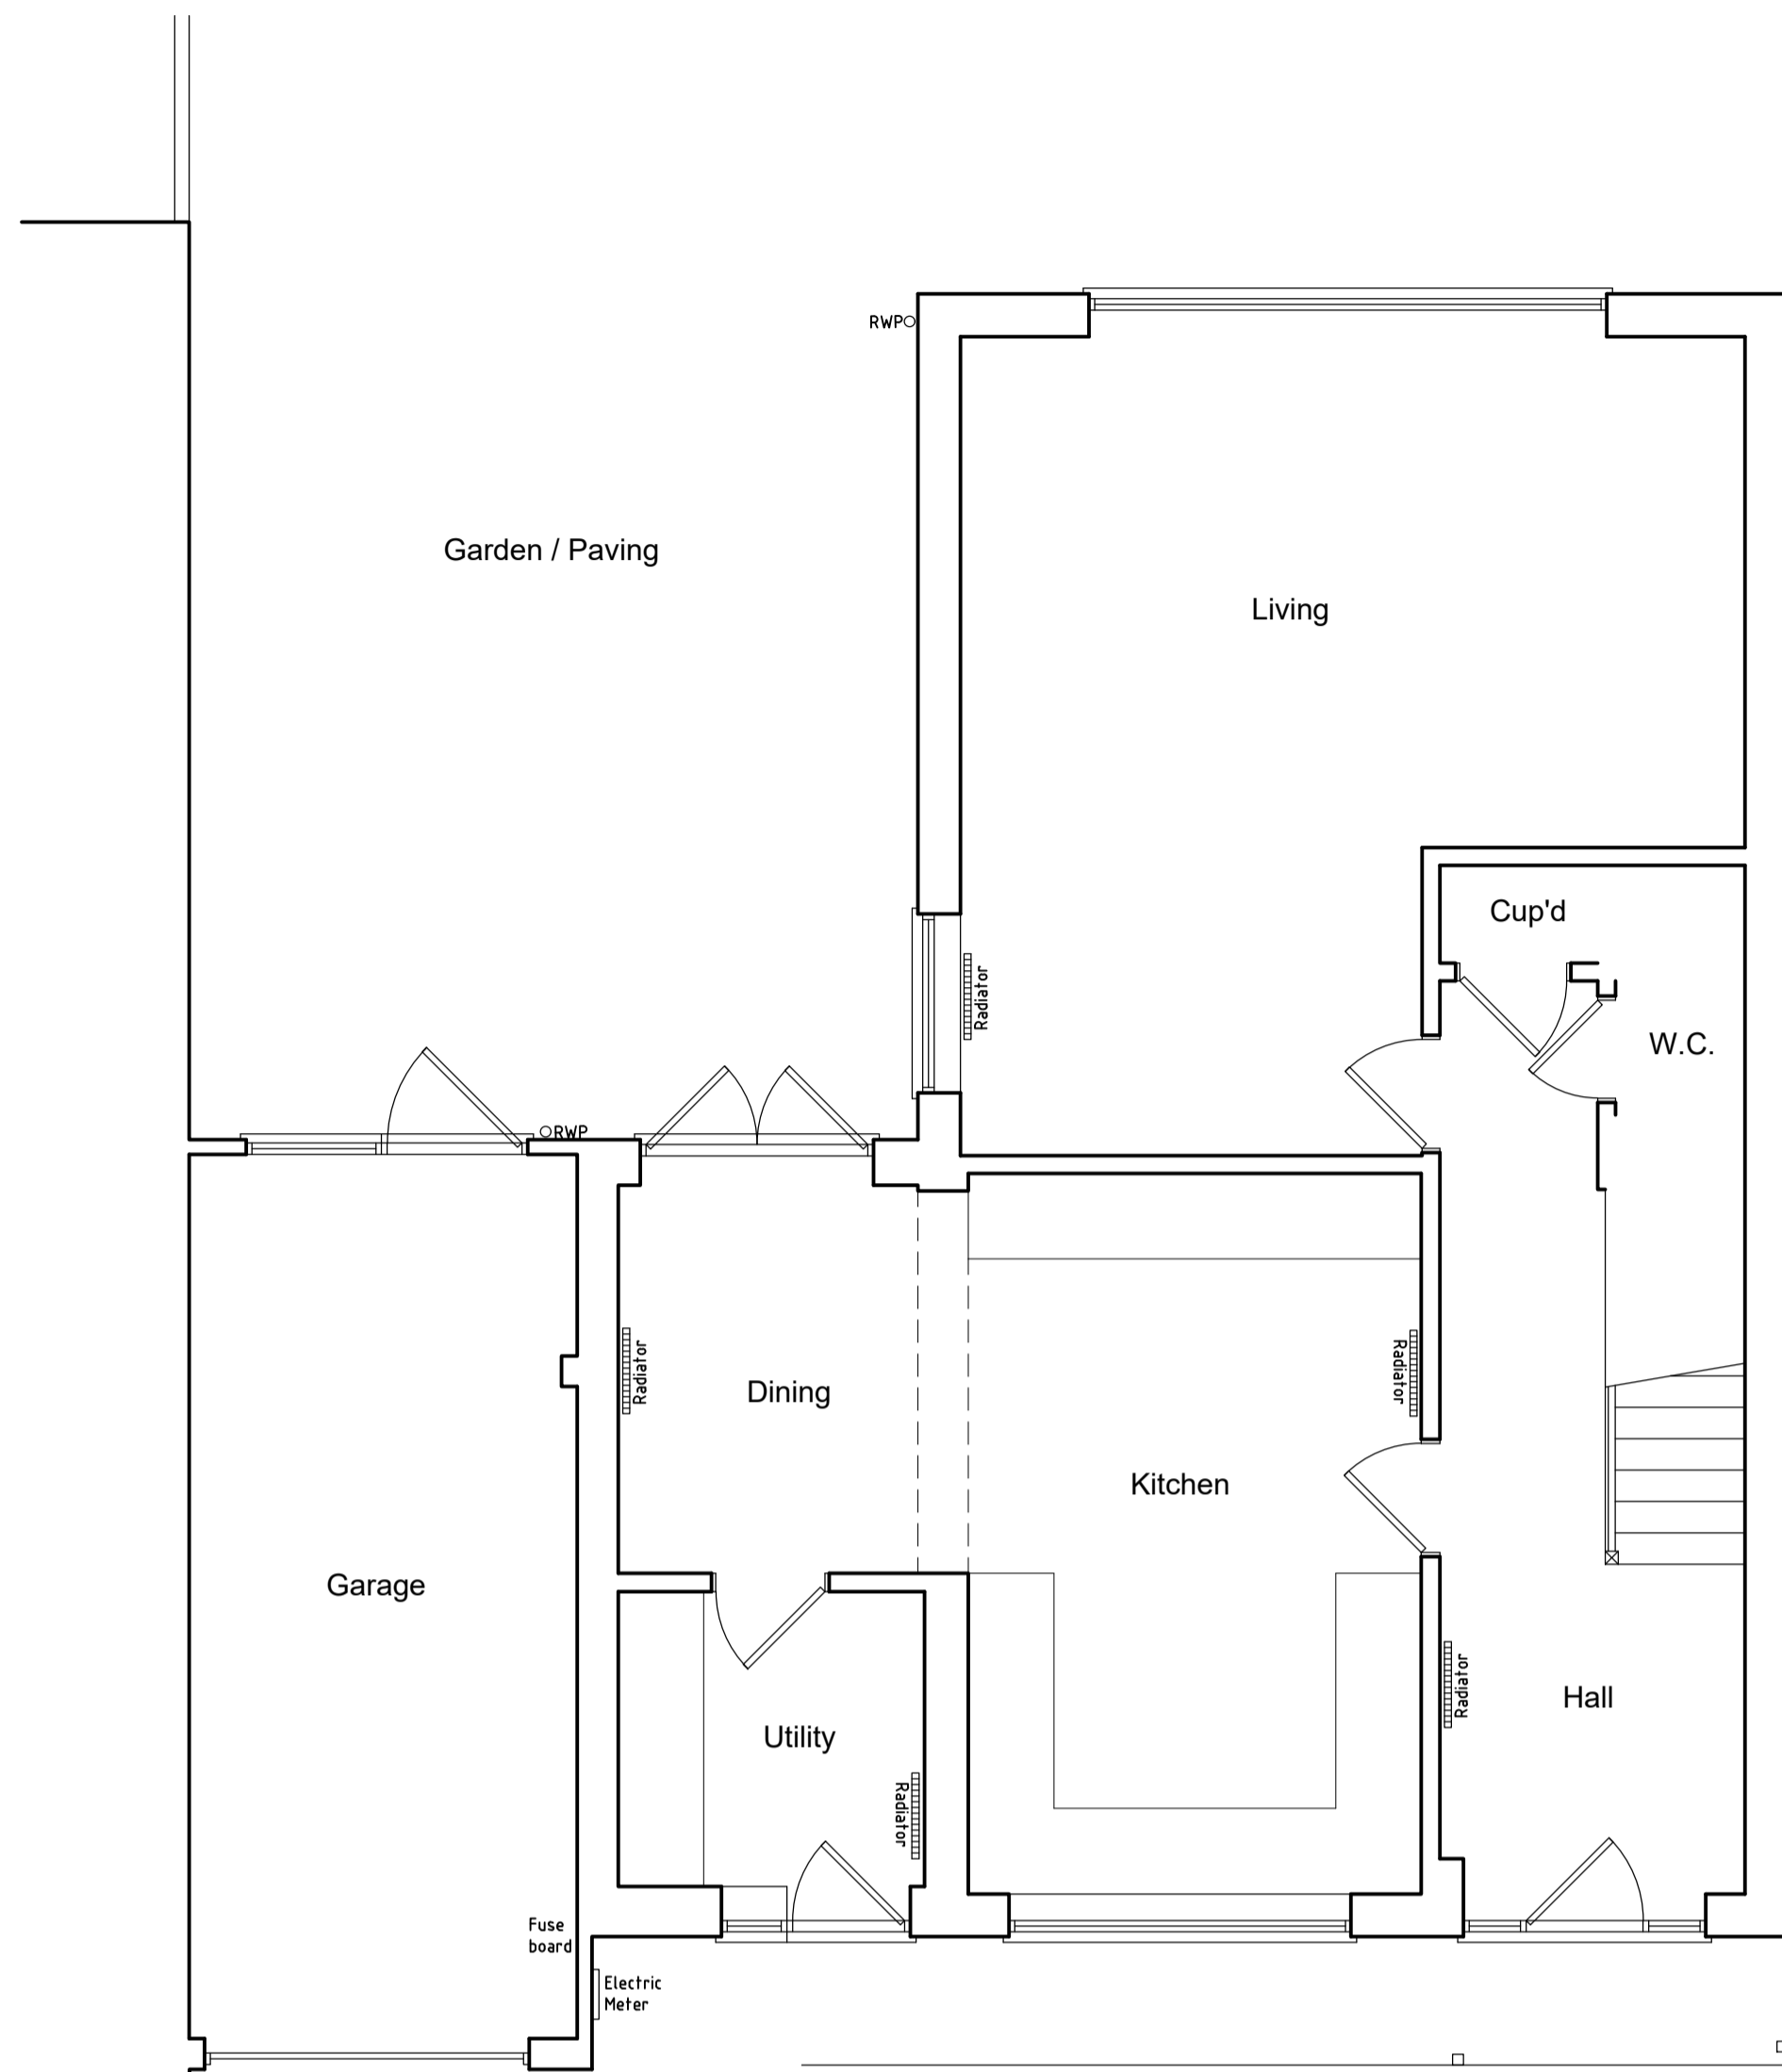 RWP
Garden / Paving
Living
Cup'd
Radiator
W.C.
RWP
Radiator
Dining
Radiator
Kitchen
Garage
Radiator
Hall
Utility
Radiator
Fuse
board
Electric
Meter